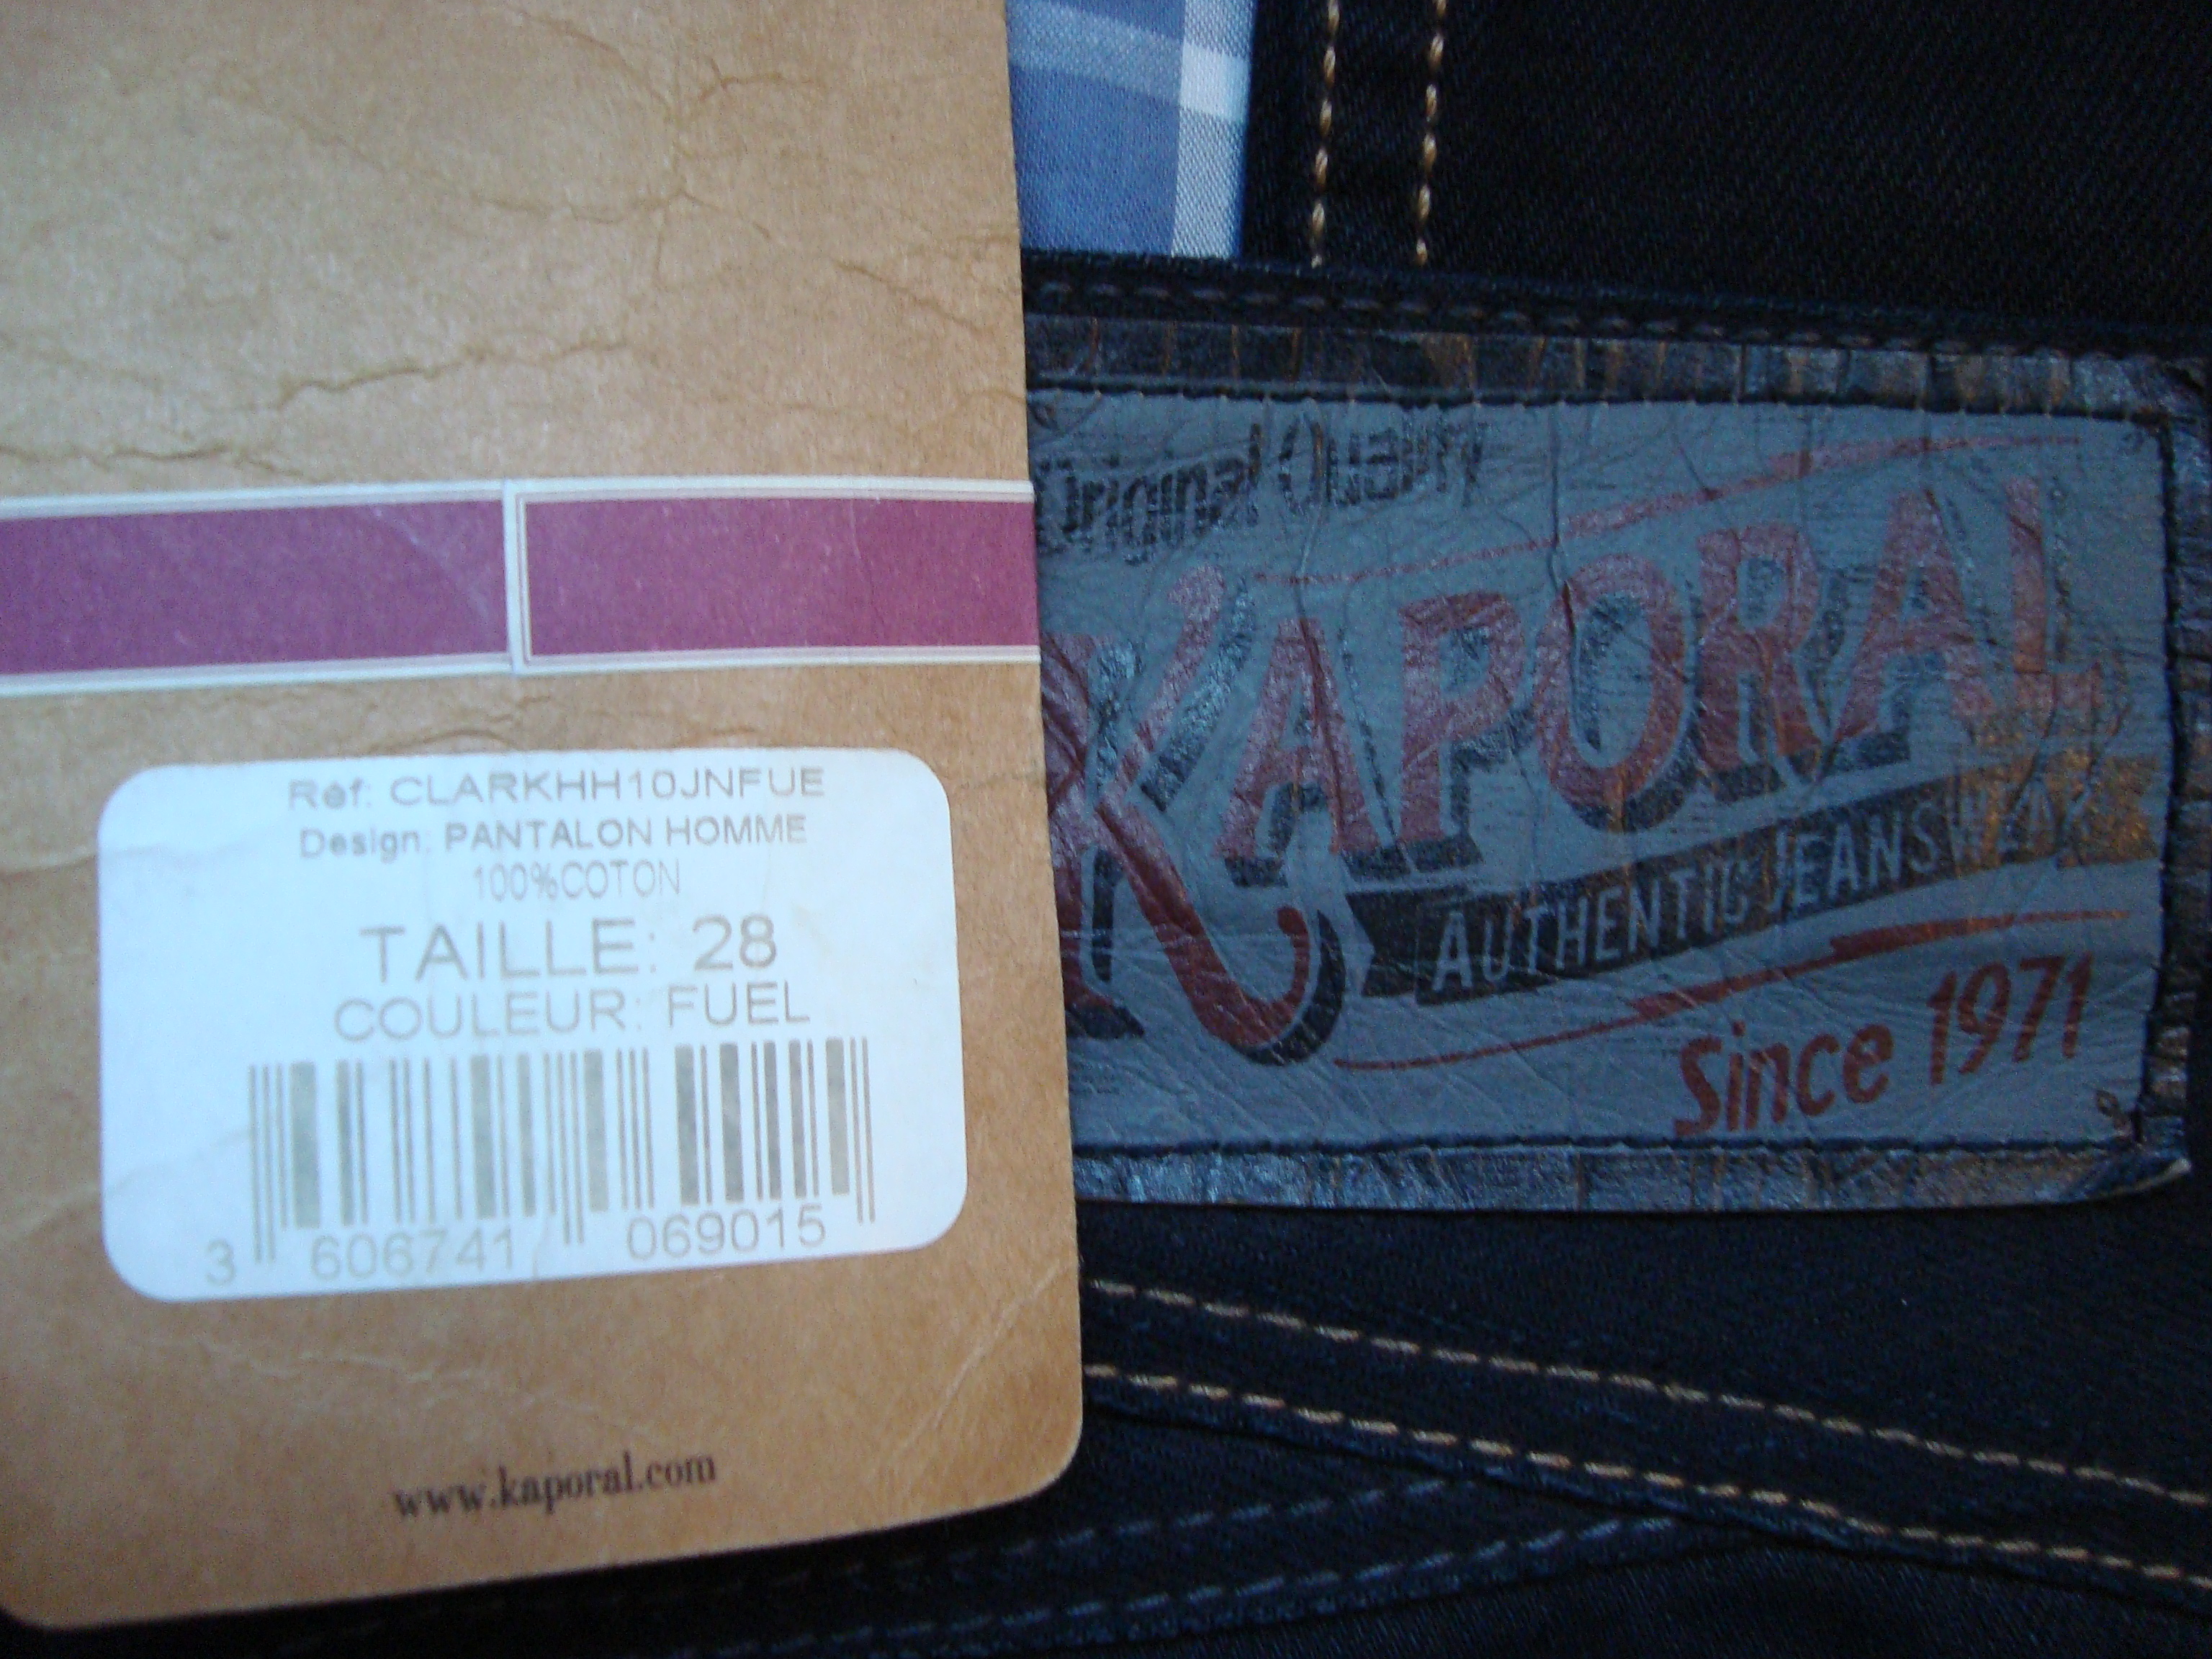 Réf: CLARKHH10JNFUE
Design: PANTALON HOMME
100%COTON
TAILLE: 28
COULEUR: FUEL
3 606741 069015
www.kaporal.com
Original Quality
KAPORAL
AUTHENTIC JEANSWEAR
Since 1971